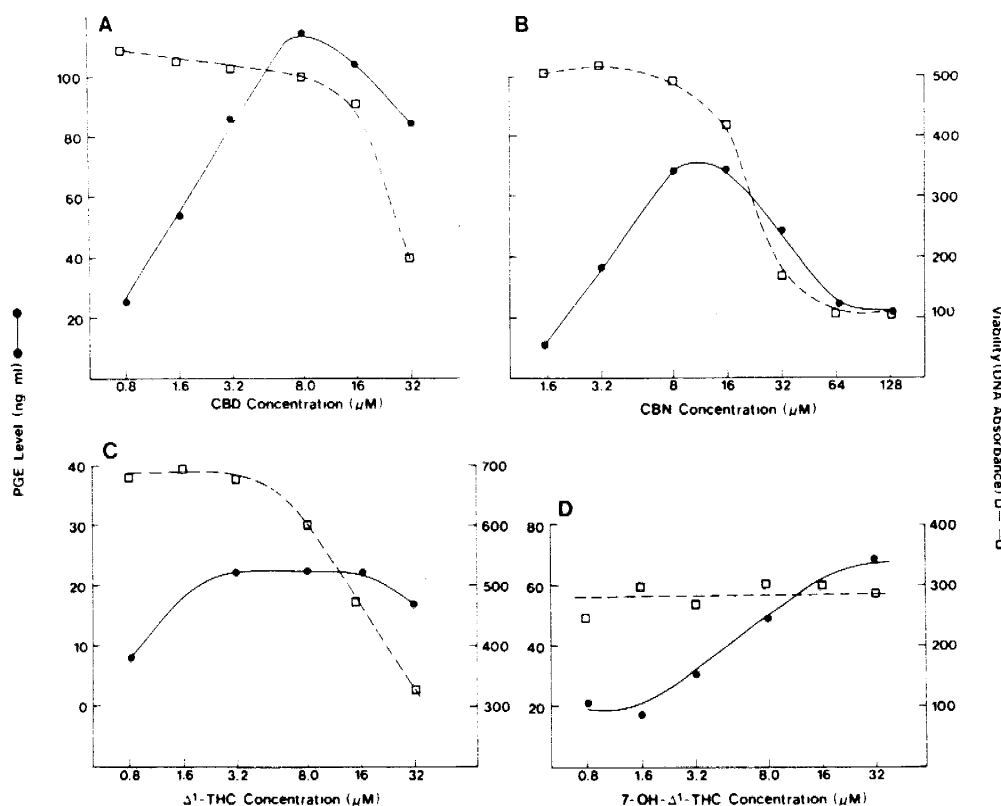 A
100
80
60
40
20
0.8 1.6 3.2 8.0 16 32
CBD Concentration (μM)
B
500
400
300
200
100
1.6 3.2 8 16 32 64 128
CBN Concentration (μM)
PGE Level (ng ml)
Viability (DNA Absorbance)
C
40
30
20
10
0
700
600
500
400
300
0.8 1.6 3.2 8.0 16 32
Δ¹-THC Concentration (μM)
D
80
60
40
20
400
300
200
100
0.8 1.6 3.2 8.0 16 32
7-OH-Δ¹-THC Concentration (μM)